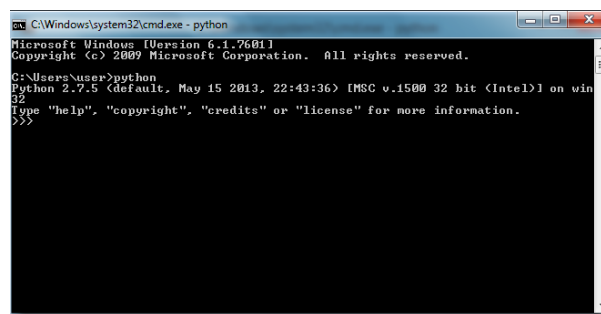 C:\Windows\system32\cmd.exe - python
Microsoft Windows [Version 6.1.7601]
Copyright (c) 2009 Microsoft Corporation.  All rights reserved.
C:\Users\user>python
Python 2.7.5 (default, May 15 2013, 22:43:36) [MSC v.1500 32 bit (Intel)] on win
32
Type "help", "copyright", "credits" or "license" for more information.
>>>